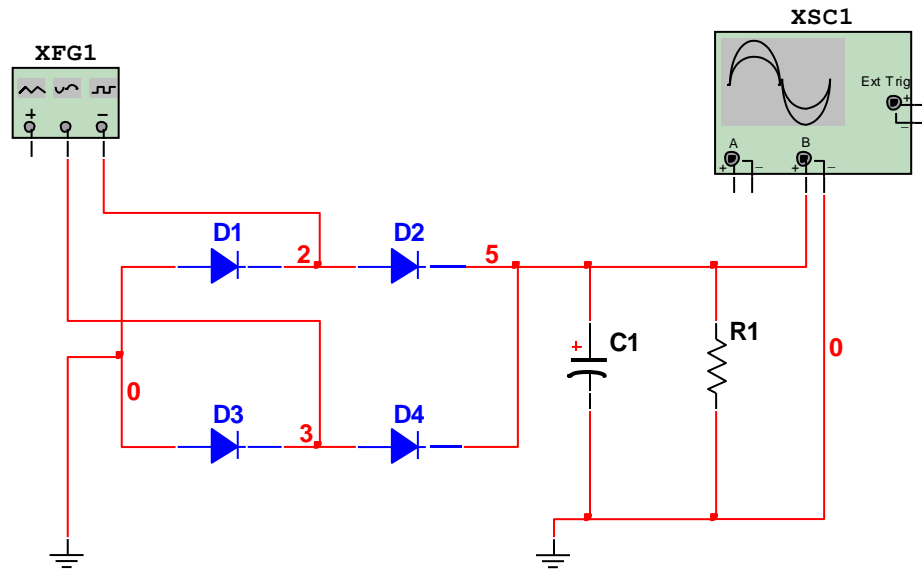 XSC1
XFG1
Ext Trig
+
+
_
_
A
B
+
_
+
_
D1
2
D2
5
+
C1
R1
0
0
D3
3
D4